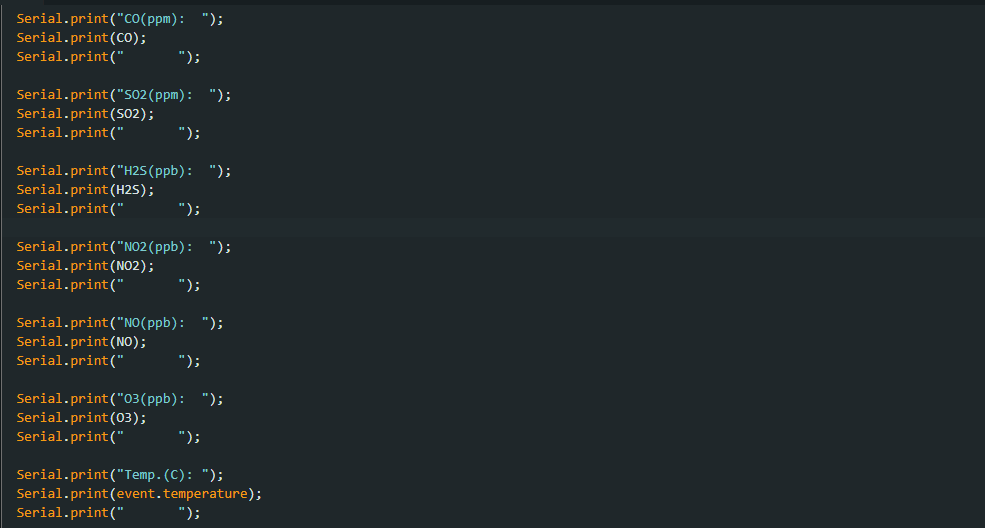 Serial.print("CO(ppm):  ");
Serial.print(CO);
Serial.print("       ");
Serial.print("SO2(ppm):  ");
Serial.print(SO2);
Serial.print("       ");
Serial.print("H2S(ppb):  ");
Serial.print(H2S);
Serial.print("       ");
Serial.print("NO2(ppb):  ");
Serial.print(NO2);
Serial.print("       ");
Serial.print("NO(ppb):  ");
Serial.print(NO);
Serial.print("       ");
Serial.print("O3(ppb):  ");
Serial.print(O3);
Serial.print("       ");
Serial.print("Temp.(C): ");
Serial.print(event.temperature);
Serial.print("       ");